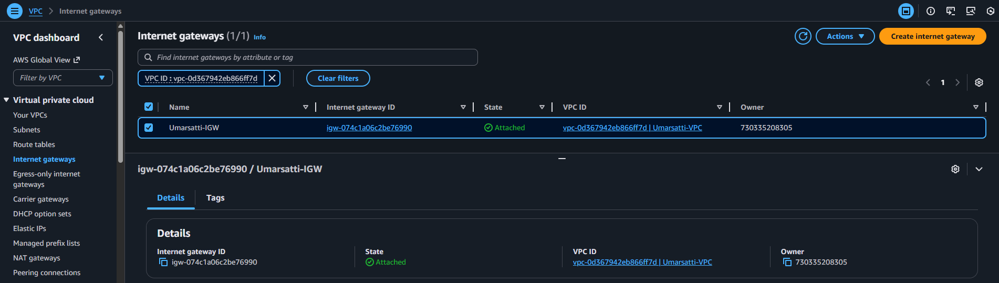 VPC > Internet gateways
VPC dashboard
AWS Global View
Filter by VPC
Virtual private cloud
Your VPCs
Subnets
Route tables
Internet gateways
Egress-only internet
gateways
Carrier gateways
DHCP option sets
Elastic IPs
Managed prefix lists
NAT gateways
Peering connections
Internet gateways (1/1) Info
Actions
Create internet gateway
Find internet gateways by attribute or tag
VPC ID : vpc-0d367942eb866ff7d
Clear filters
1
Name Internet gateway ID State VPC ID Owner
Umarsatti-IGW igw-074c1a06c2be76990 Attached vpc-0d367942eb866ff7d | Umarsatti-VPC 730335208305
igw-074c1a06c2be76990 / Umarsatti-IGW
Details Tags
Details
Internet gateway ID State VPC ID Owner
igw-074c1a06c2be76990 Attached vpc-0d367942eb866ff7d | Umarsatti-VPC 730335208305